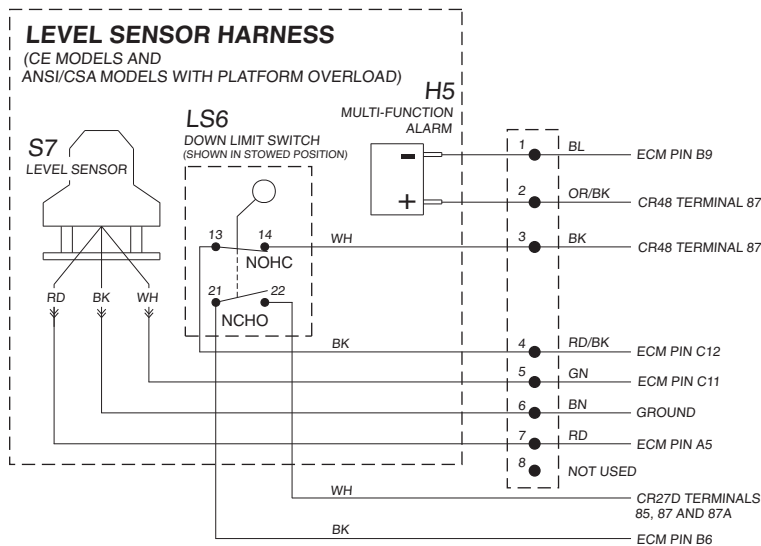 LEVEL SENSOR HARNESS
(CE MODELS AND
ANSI/CSA MODELS WITH PLATFORM OVERLOAD)
H5
MULTI-FUNCTION
ALARM
LS6
DOWN LIMIT SWITCH
(SHOWN IN STOWED POSITION)
S7
LEVEL SENSOR
-
+
1 BL ECM PIN B9
2 OR/BK CR48 TERMINAL 87
13 14 WH 3 BK CR48 TERMINAL 87
NOHC
RD BK WH
21 22
NCHO
BK 4 RD/BK ECM PIN C12
5 GN ECM PIN C11
6 BN GROUND
7 RD ECM PIN A5
8 NOT USED
WH CR27D TERMINALS
85, 87 AND 87A
BK ECM PIN B6